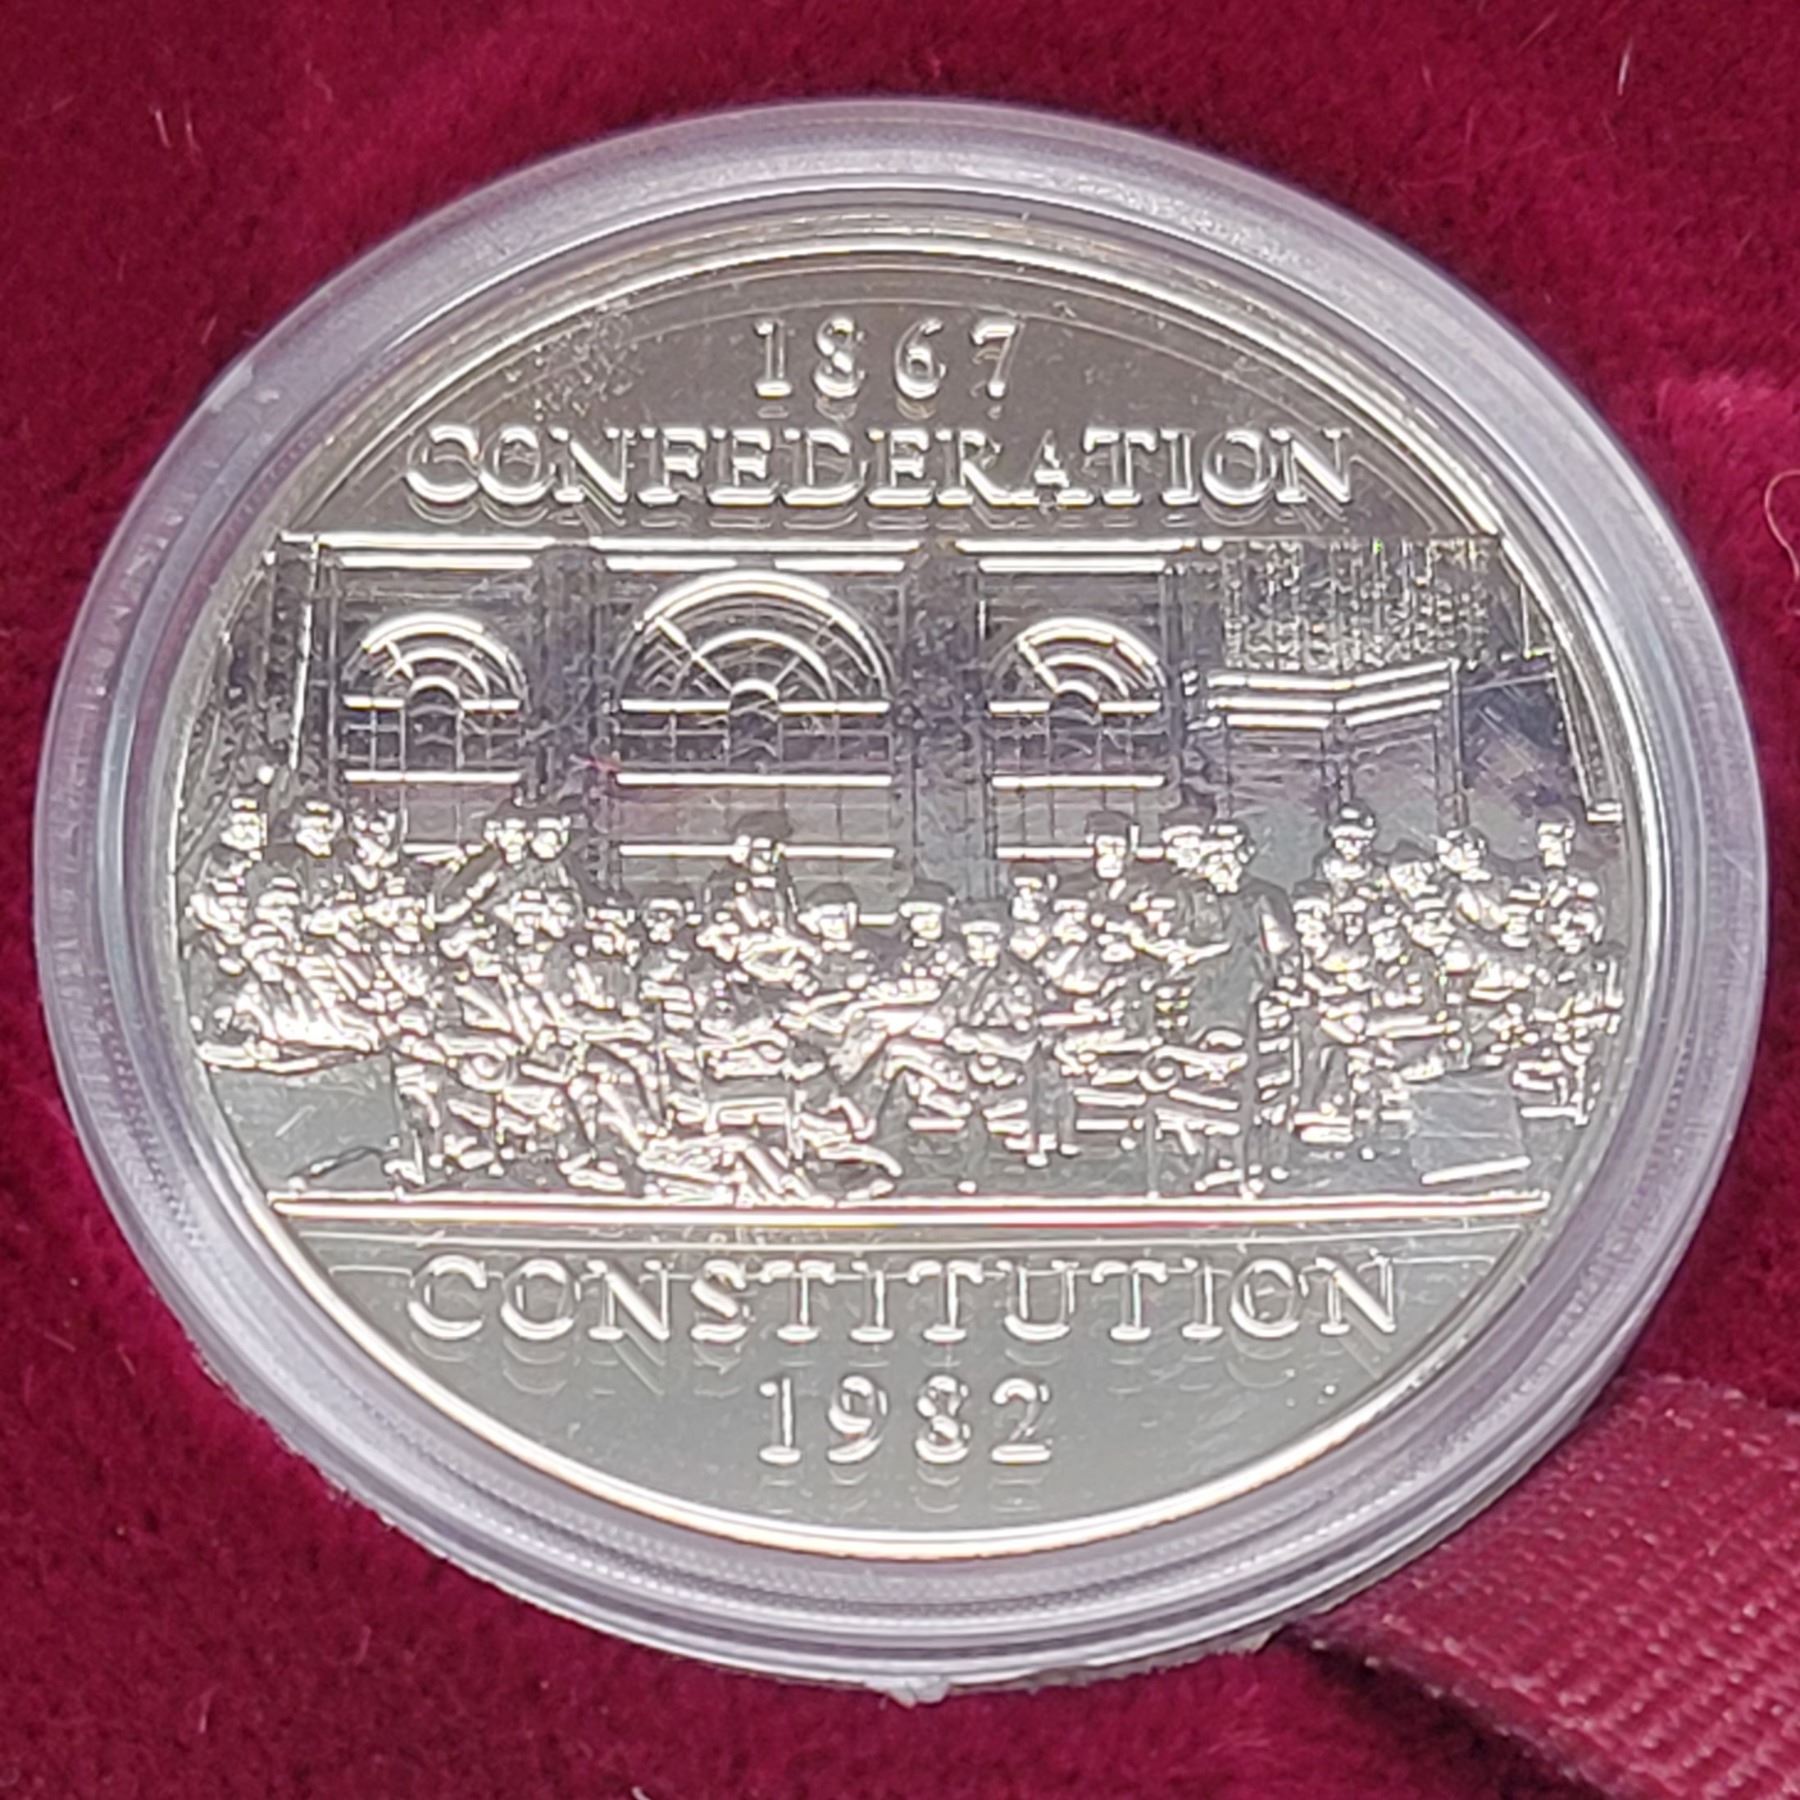 1867
CONFEDERATION
CONSTITUTION
1982